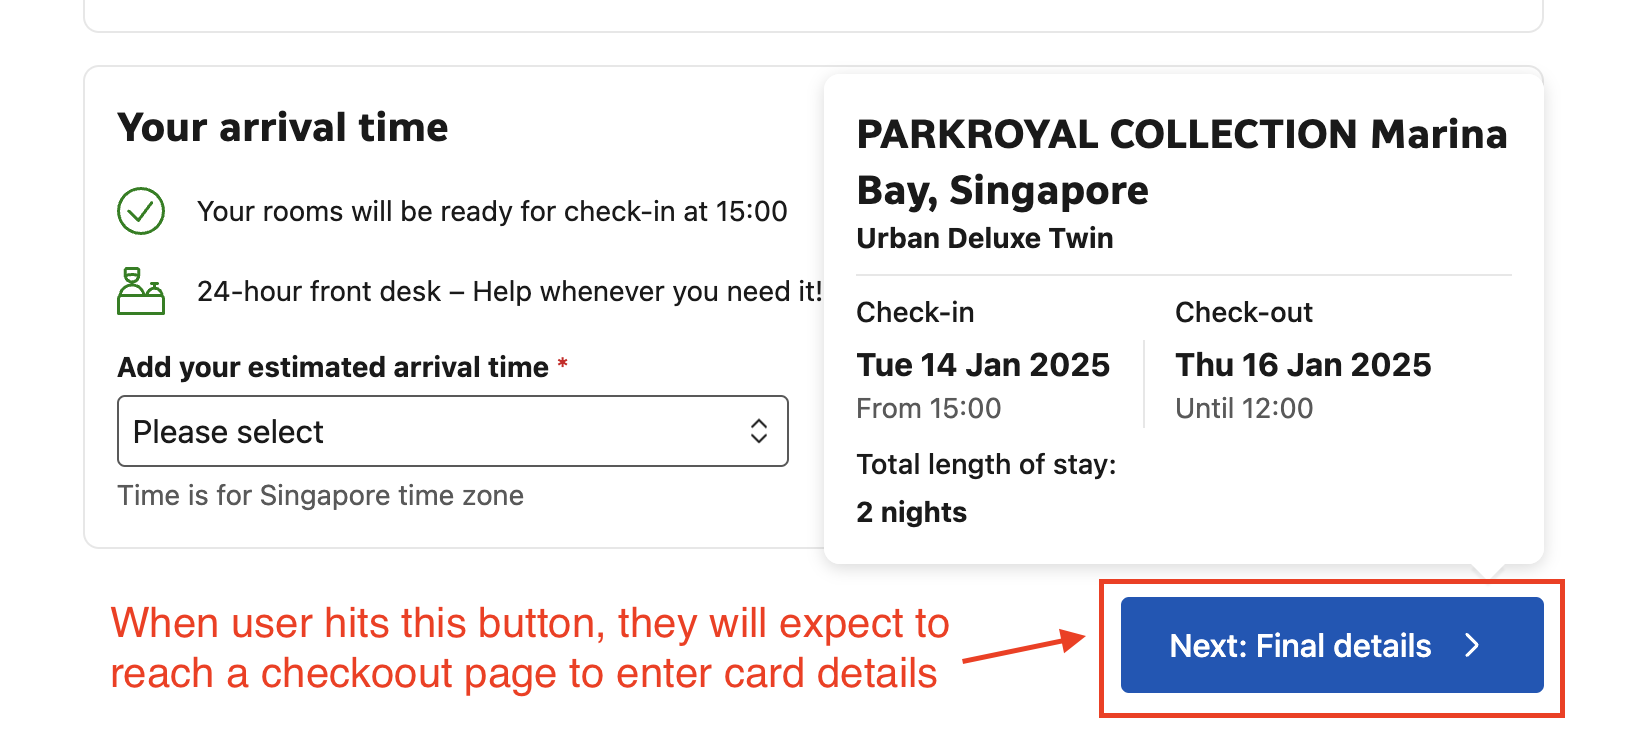 Your arrival time
Your rooms will be ready for check-in at 15:00
24-hour front desk – Help whenever you need it!
Add your estimated arrival time *
Please select
Time is for Singapore time zone
PARKROYAL COLLECTION Marina
Bay, Singapore
Urban Deluxe Twin
Check-in
Tue 14 Jan 2025
From 15:00
Check-out
Thu 16 Jan 2025
Until 12:00
Total length of stay:
2 nights
When user hits this button, they will expect to
reach a checkoout page to enter card details
Next: Final details